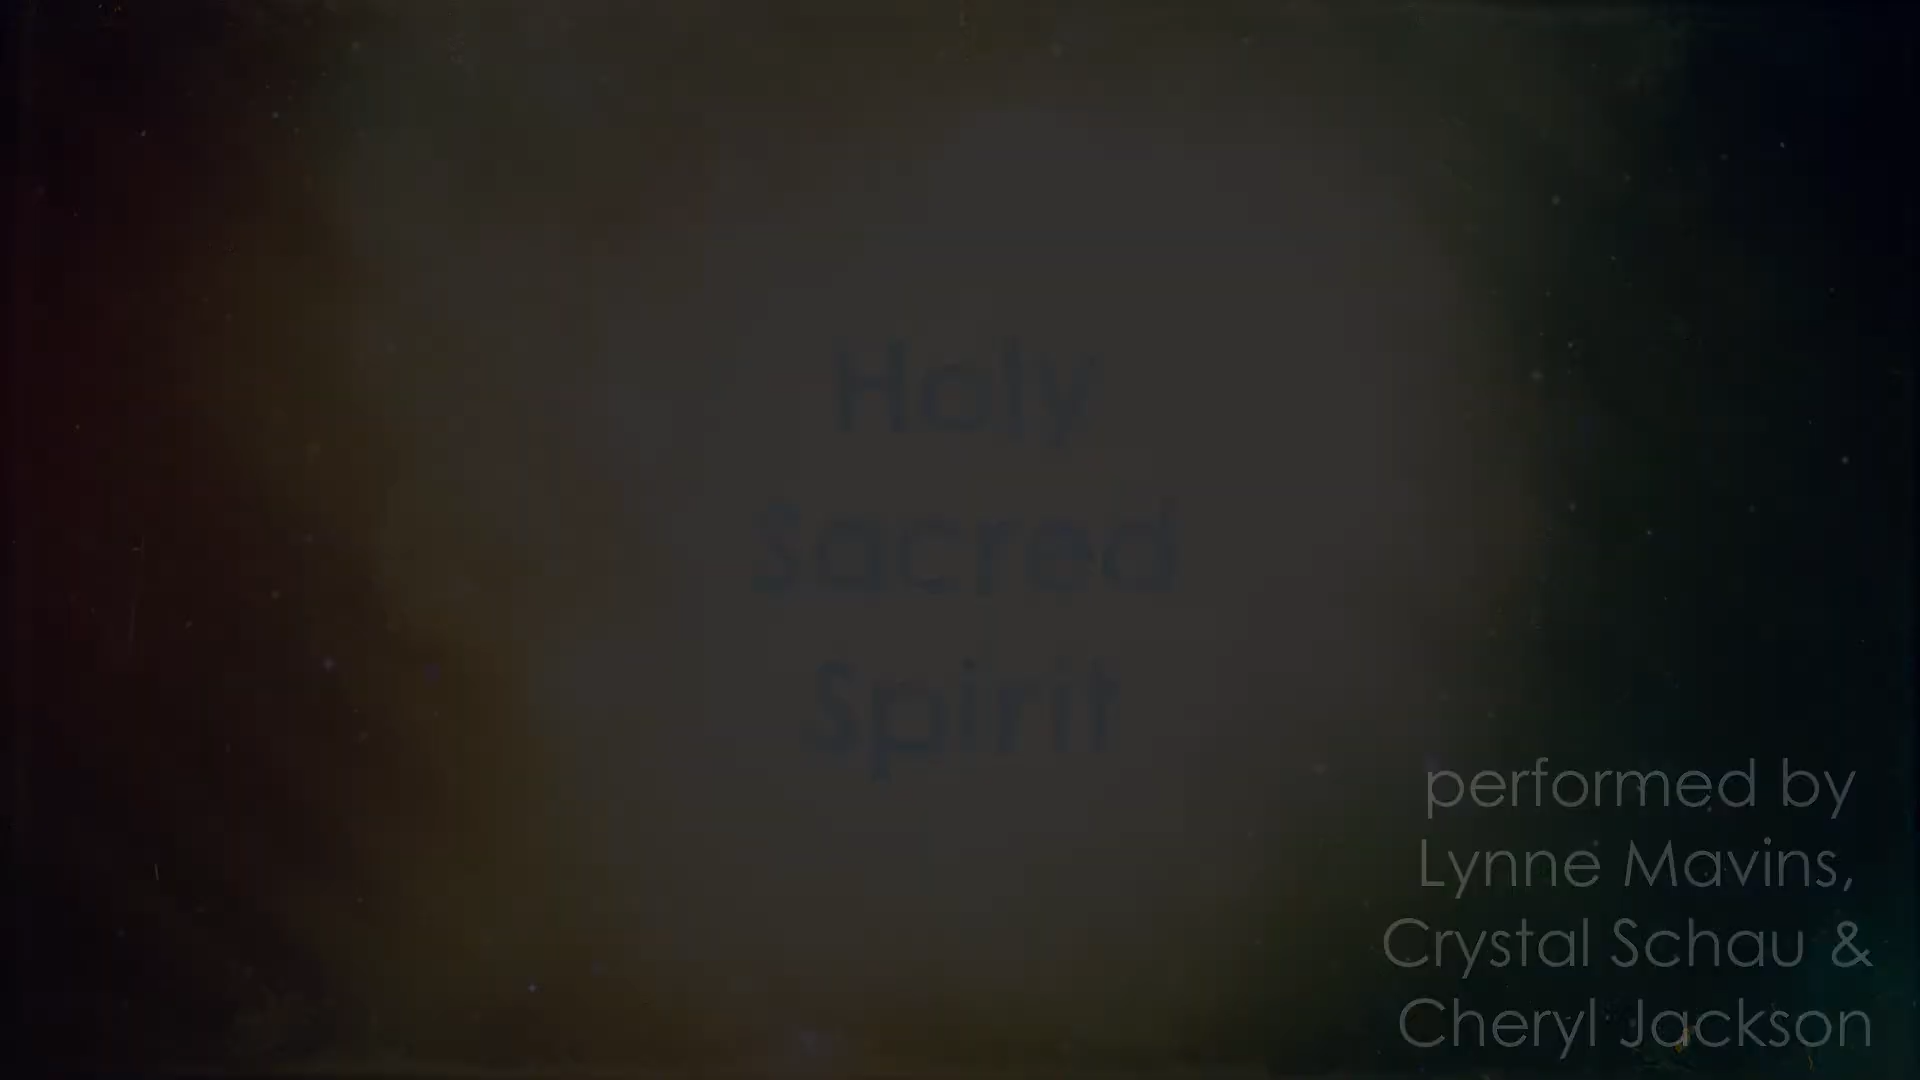 Holy
Sacred
Spirit
performed by
Lynne Mavins,
Crystal Schau &
Cheryl Jackson